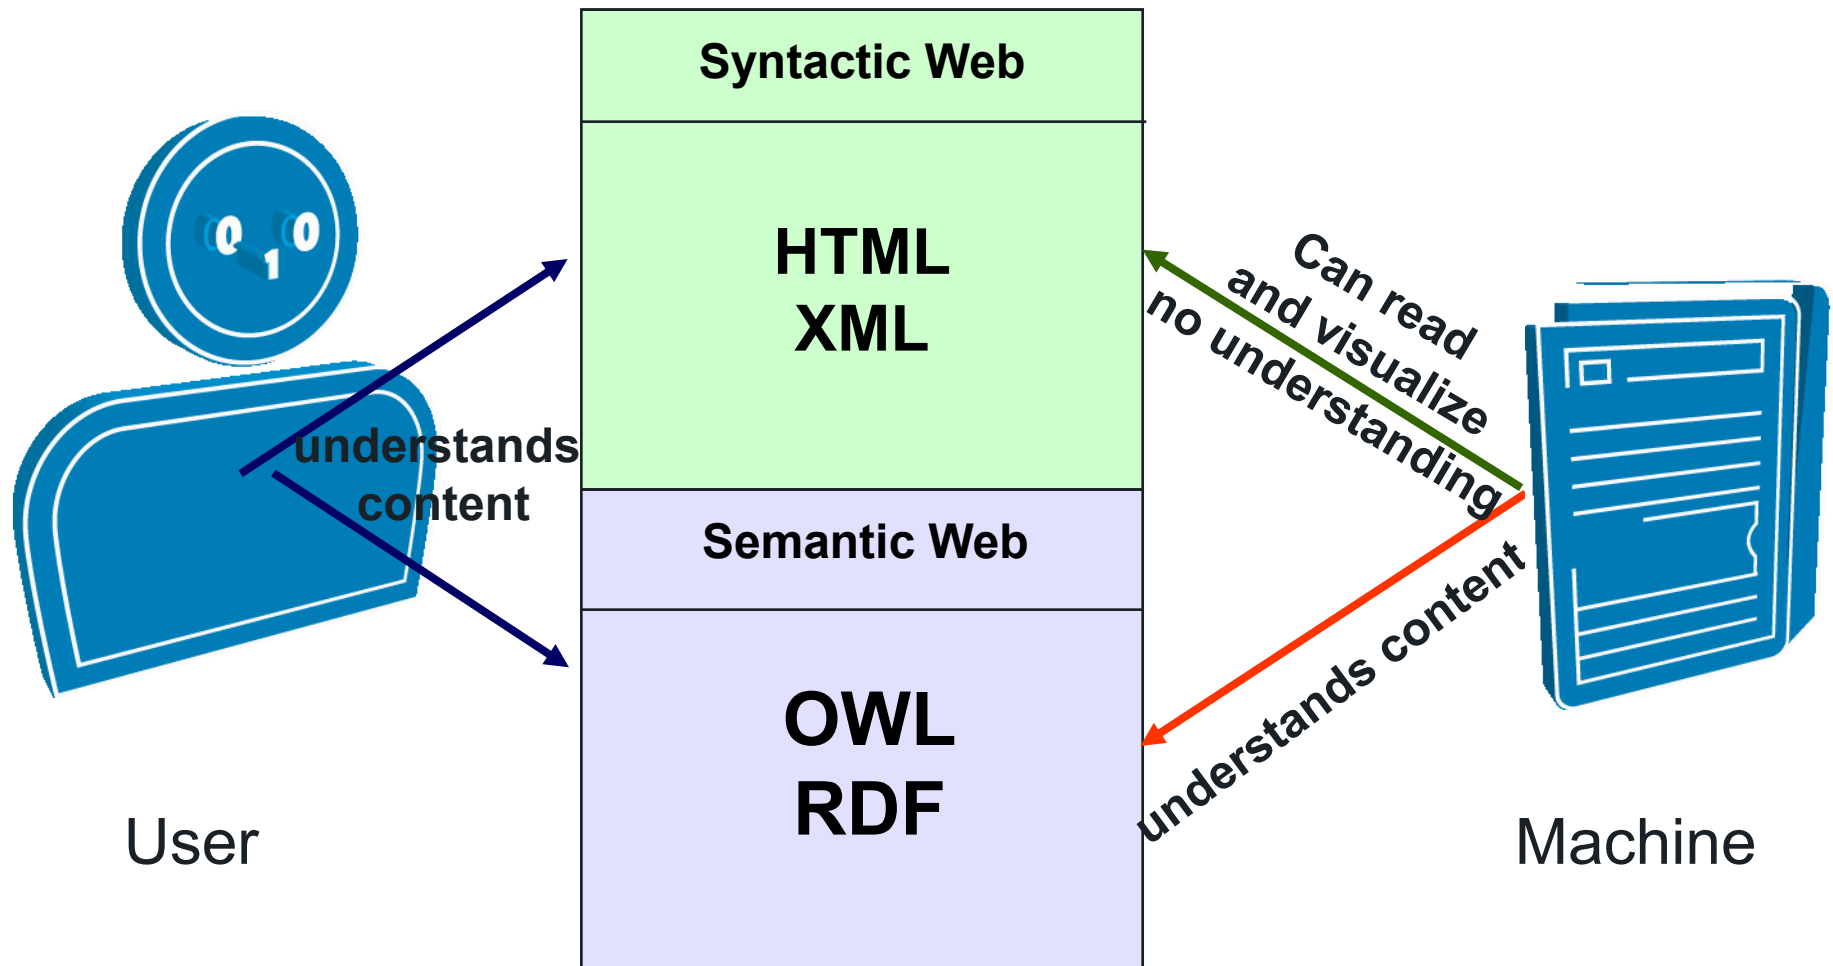 Syntactic Web
HTML
XML
0 1 0
understands
content
Can read
and visualize
no understanding
Semantic Web
OWL
RDF
understands content
User
Machine